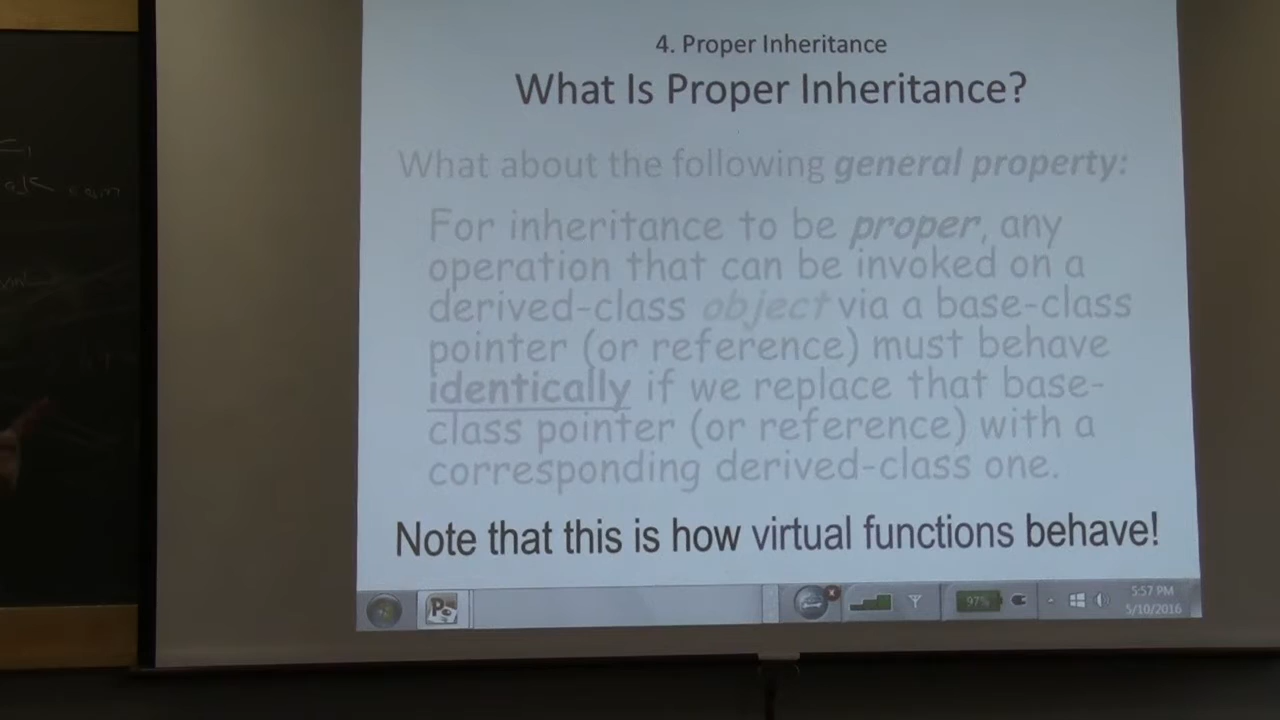 4. Proper Inheritance
What Is Proper Inheritance?
What about the following general property:
For inheritance to be proper, any
operation that can be invoked on a
derived-class object via a base-class
pointer (or reference) must behave
identically if we replace that base-
class pointer (or reference) with a
corresponding derived-class one.
Note that this is how virtual functions behave!
97%
5:57 PM
5/10/2016